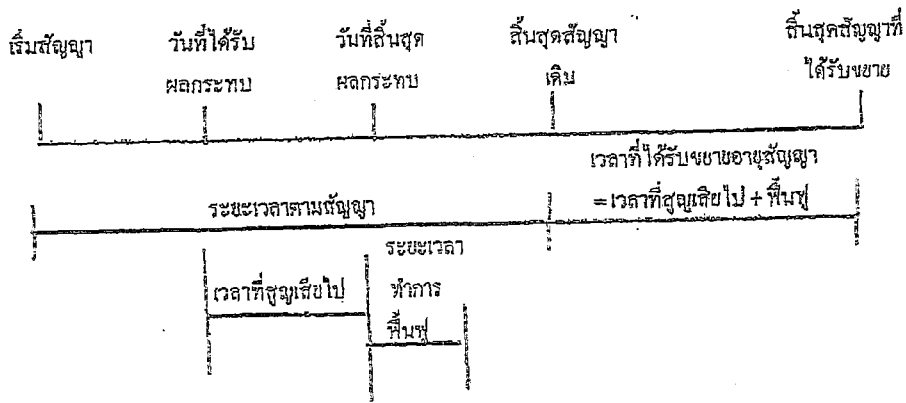 เริ่มสัญญา
วันที่ได้รับ
ผลกระทบ
วันที่สิ้นสุด
ผลกระทบ
สิ้นสุดสัญญา
เดิม
สิ้นสุดสัญญาที่
ได้รับขยาย
เวลาที่ได้รับขยายอายุสัญญา
=เวลาที่สูญเสียไป + ฟื้นฟู
ระยะเวลาตามสัญญา
เวลาที่สูญเสียไป
ระยะเวลา
ทำการ
ฟื้นฟู